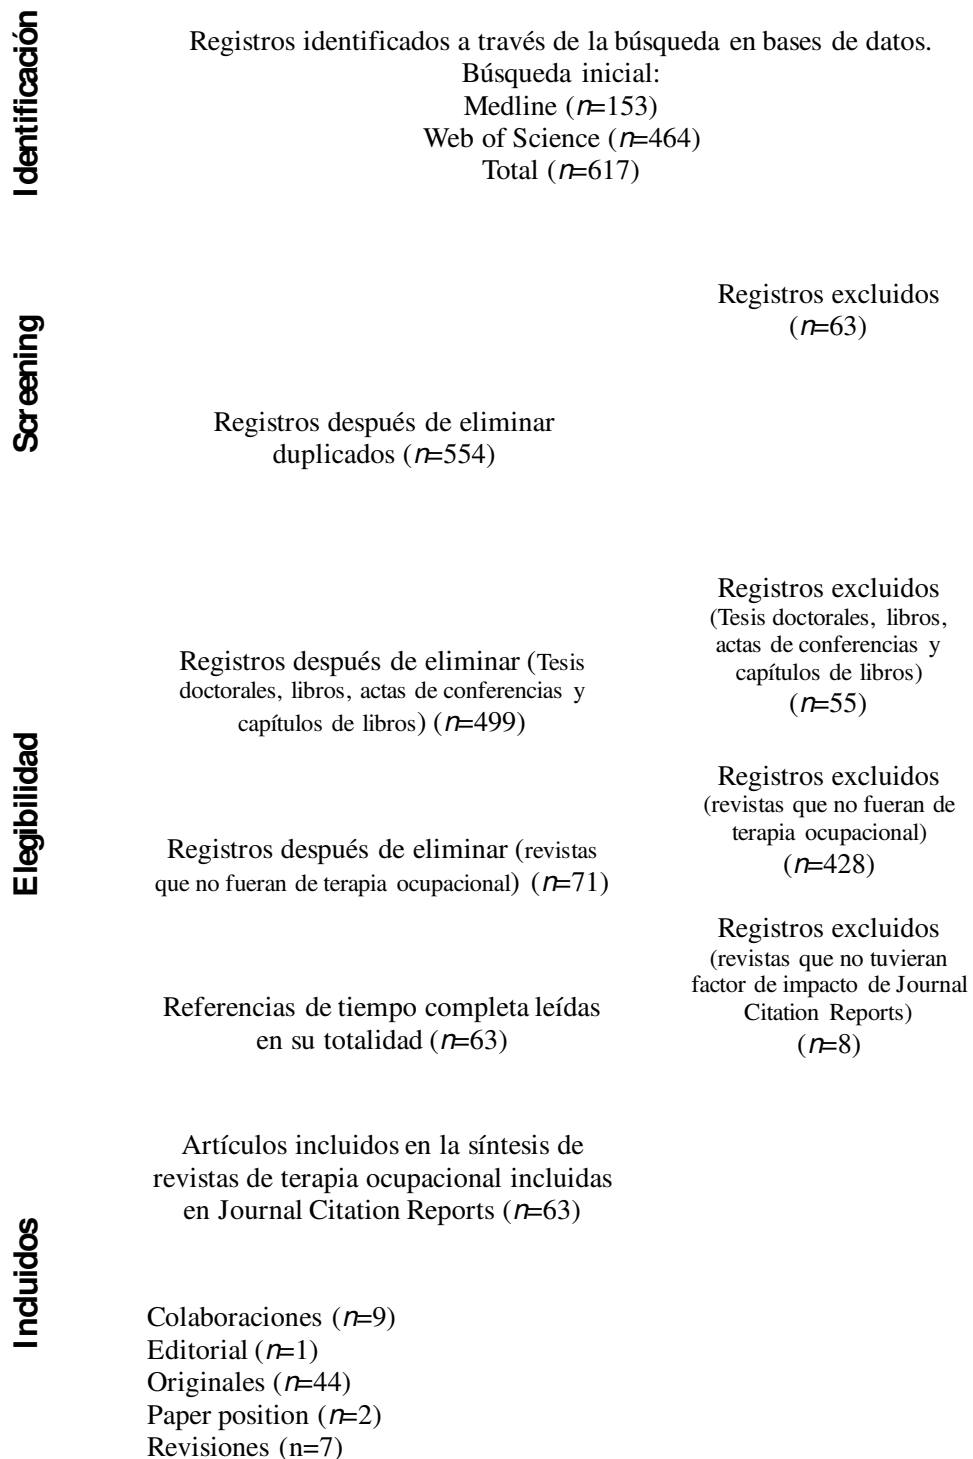 Identificación
Registros identificados a través de la búsqueda en bases de datos.
Búsqueda inicial:
Medline (n=153)
Web of Science (n=464)
Total (n=617)
Screening
Registros excluidos
(n=63)
Registros después de eliminar
duplicados (n=554)
Elegibilidad
Registros excluidos
(Tesis doctorales, libros,
actas de conferencias y
capítulos de libros)
(n=55)
Registros después de eliminar (Tesis
doctorales, libros, actas de conferencias y
capítulos de libros) (n=499)
Registros excluidos
(revistas que no fueran de
terapia ocupacional)
(n=428)
Registros después de eliminar (revistas
que no fueran de terapia ocupacional) (n=71)
Registros excluidos
(revistas que no tuvieran
factor de impacto de Journal
Citation Reports)
(n=8)
Referencias de tiempo completa leídas
en su totalidad (n=63)
Incluidos
Artículos incluidos en la síntesis de
revistas de terapia ocupacional incluidas
en Journal Citation Reports (n=63)
Colaboraciones (n=9)
Editorial (n=1)
Originales (n=44)
Paper position (n=2)
Revisiones (n=7)